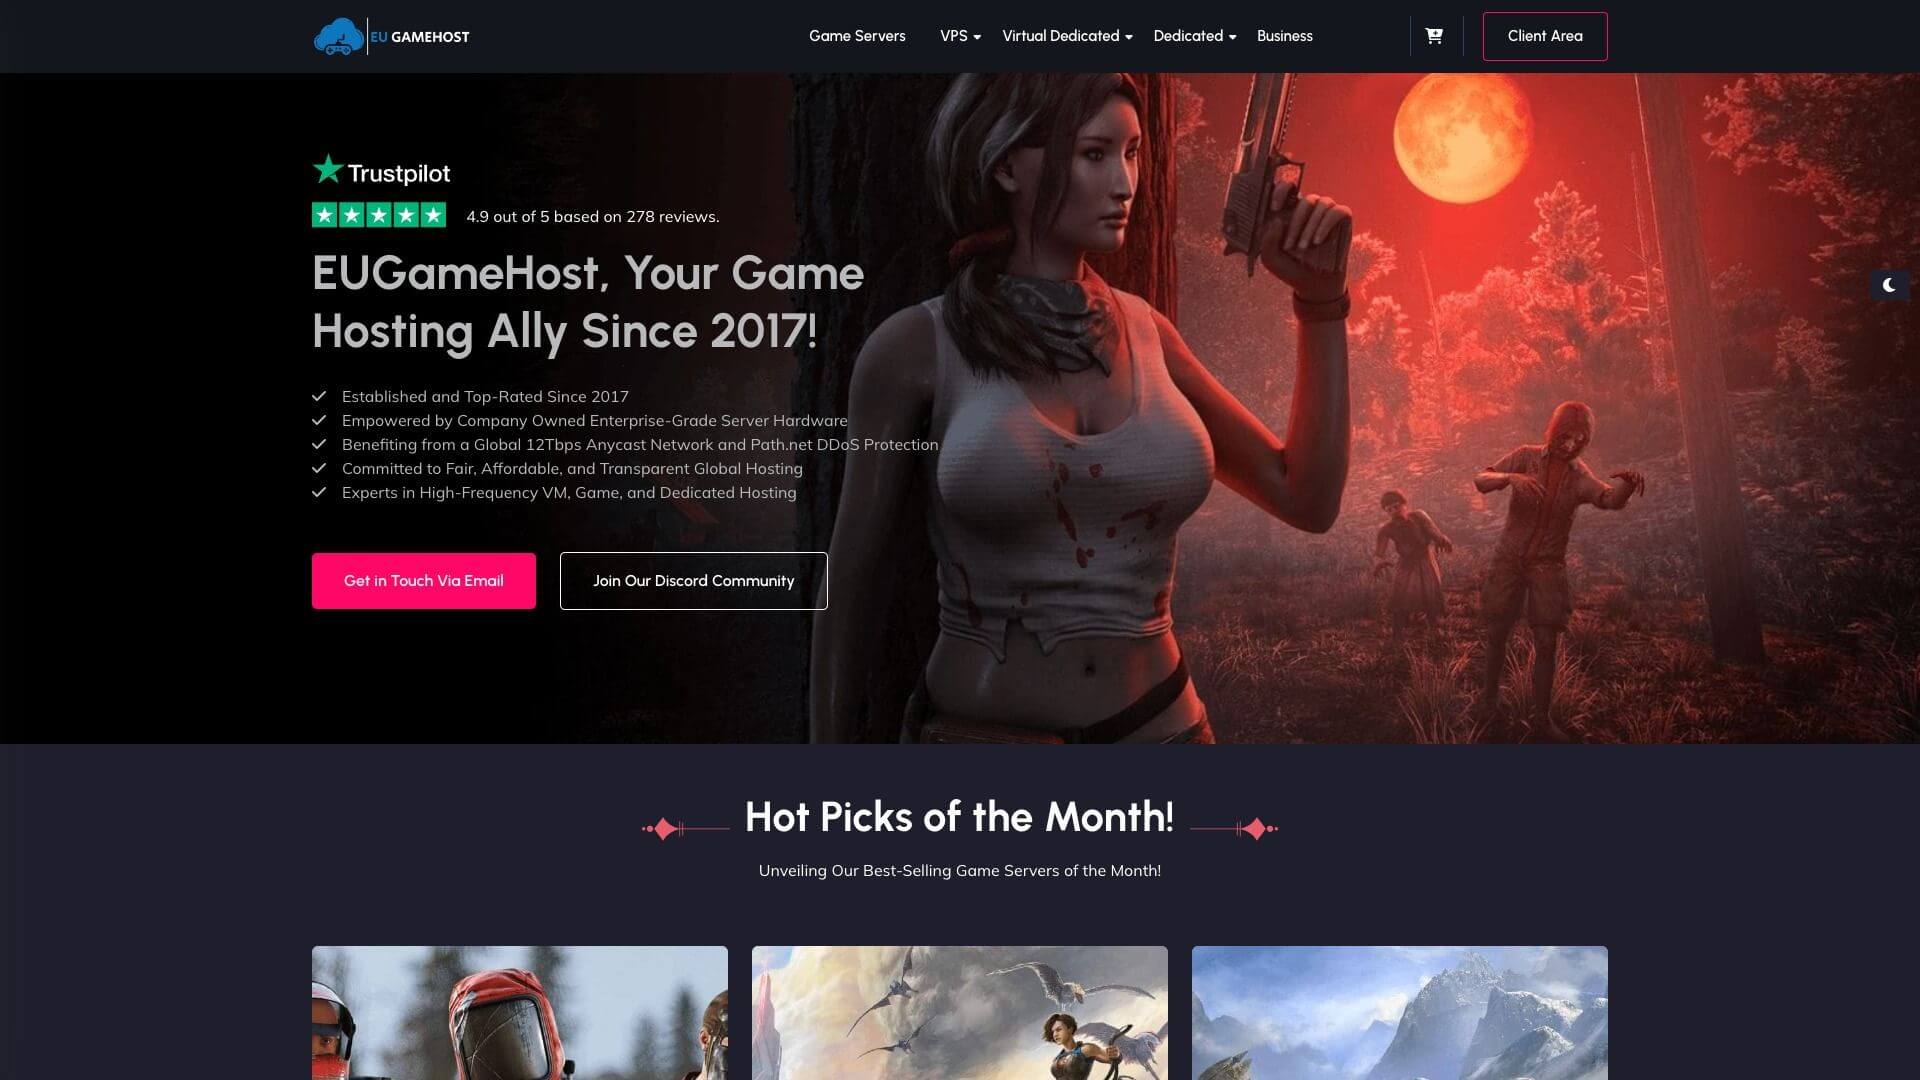 EU GAMEHOST
Game Servers
VPS
Virtual Dedicated
Dedicated
Business
Client Area
Trustpilot
4.9 out of 5 based on 278 reviews.
EUGameHost, Your Game
Hosting Ally Since 2017!
Established and Top-Rated Since 2017
Empowered by Company Owned Enterprise-Grade Server Hardware
Benefiting from a Global 12Tbps Anycast Network and Path.net DDoS Protection
Committed to Fair, Affordable, and Transparent Global Hosting
Experts in High-Frequency VM, Game, and Dedicated Hosting
Get in Touch Via Email
Join Our Discord Community
Hot Picks of the Month!
Unveiling Our Best-Selling Game Servers of the Month!